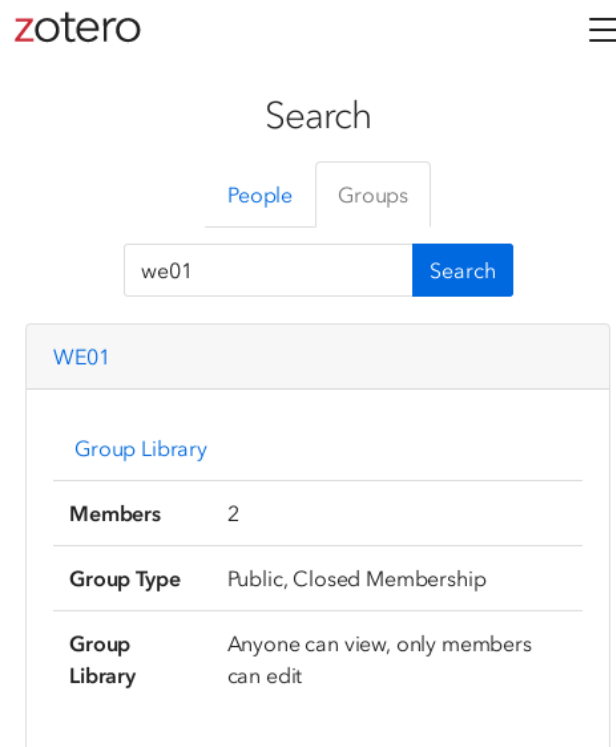 zotero
Search
People Groups
we01 Search
WE01
Group Library
Members 2
Group Type Public, Closed Membership
Group Library Anyone can view, only members can edit